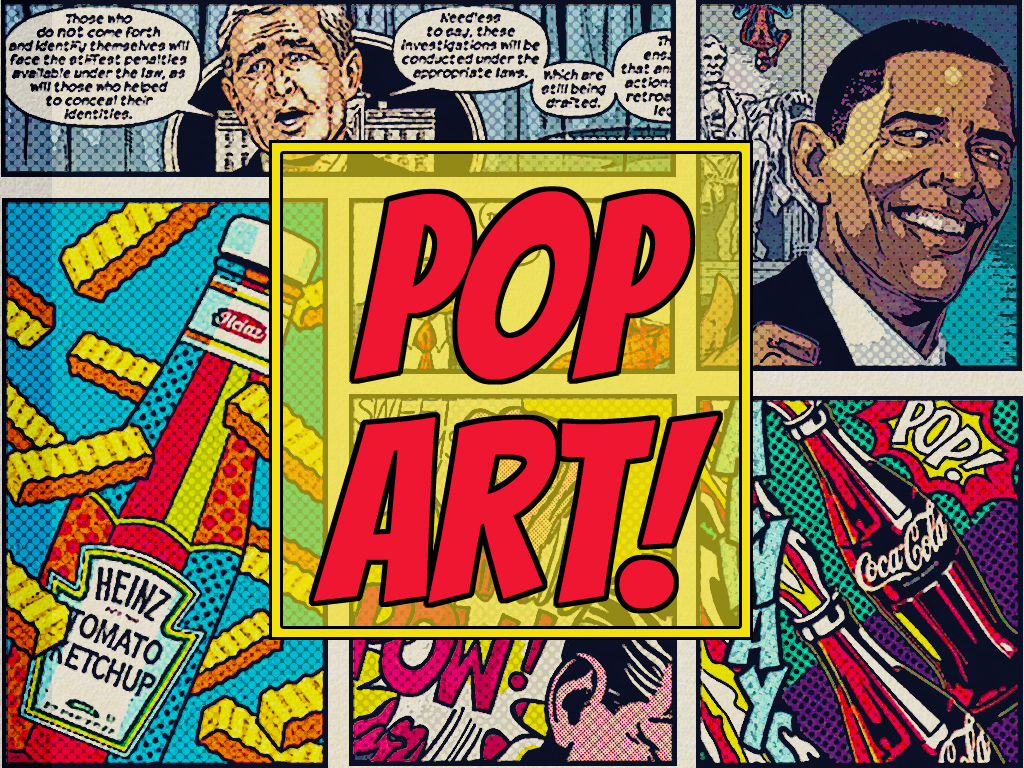 Those who
do not come forth
and identify themselves will
face the stiffest penalties
available under the law, as
will those who helped
to conceal their
identities.
Needless
to say, these
investigations will be
conducted under the
appropriate laws.
Which are
still being
drafted.
that
POP
ART!
HEINZ
TOMATO
KETCHUP
POW!
POP!
Coca-Cola